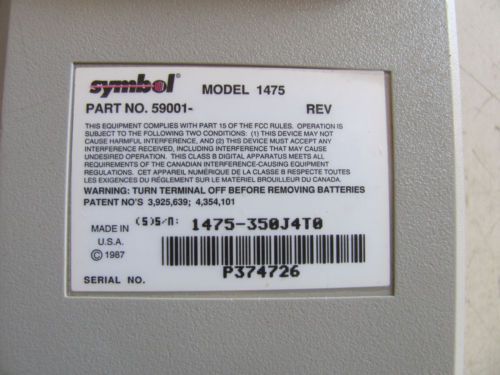 symbol MODEL 1475
PART NO. 59001- REV
THIS EQUIPMENT COMPLIES WITH PART 15 OF THE FCC RULES. OPERATION IS
SUBJECT TO THE FOLLOWING TWO CONDITIONS: (1) THIS DEVICE MAY NOT
CAUSE HARMFUL INTERFERENCE, AND (2) THIS DEVICE MUST ACCEPT ANY
INTERFERENCE RECEIVED, INCLUDING INTERFERENCE THAT MAY CAUSE
UNDESIRED OPERATION. THIS CLASS B DIGITAL APPARATUS MEETS ALL
REQUIREMENTS OF THE CANADIAN INTERFERENCE-CAUSING EQUIPMENT
REGULATIONS. CET APPAREIL NUMÉRIQUE DE LA CLASSE B RESPECTE TOUTES
LES EXIGENCES DU RÉGLEMENT SUR LE MATERIEL BROUILLEUR DU CANADA.
WARNING: TURN TERMINAL OFF BEFORE REMOVING BATTERIES
PATENT NO'S 3,925,639; 4,354,101
MADE IN (5)S/N: 1475-350J4T0
U.S.A.
© 1987
SERIAL NO. P374726